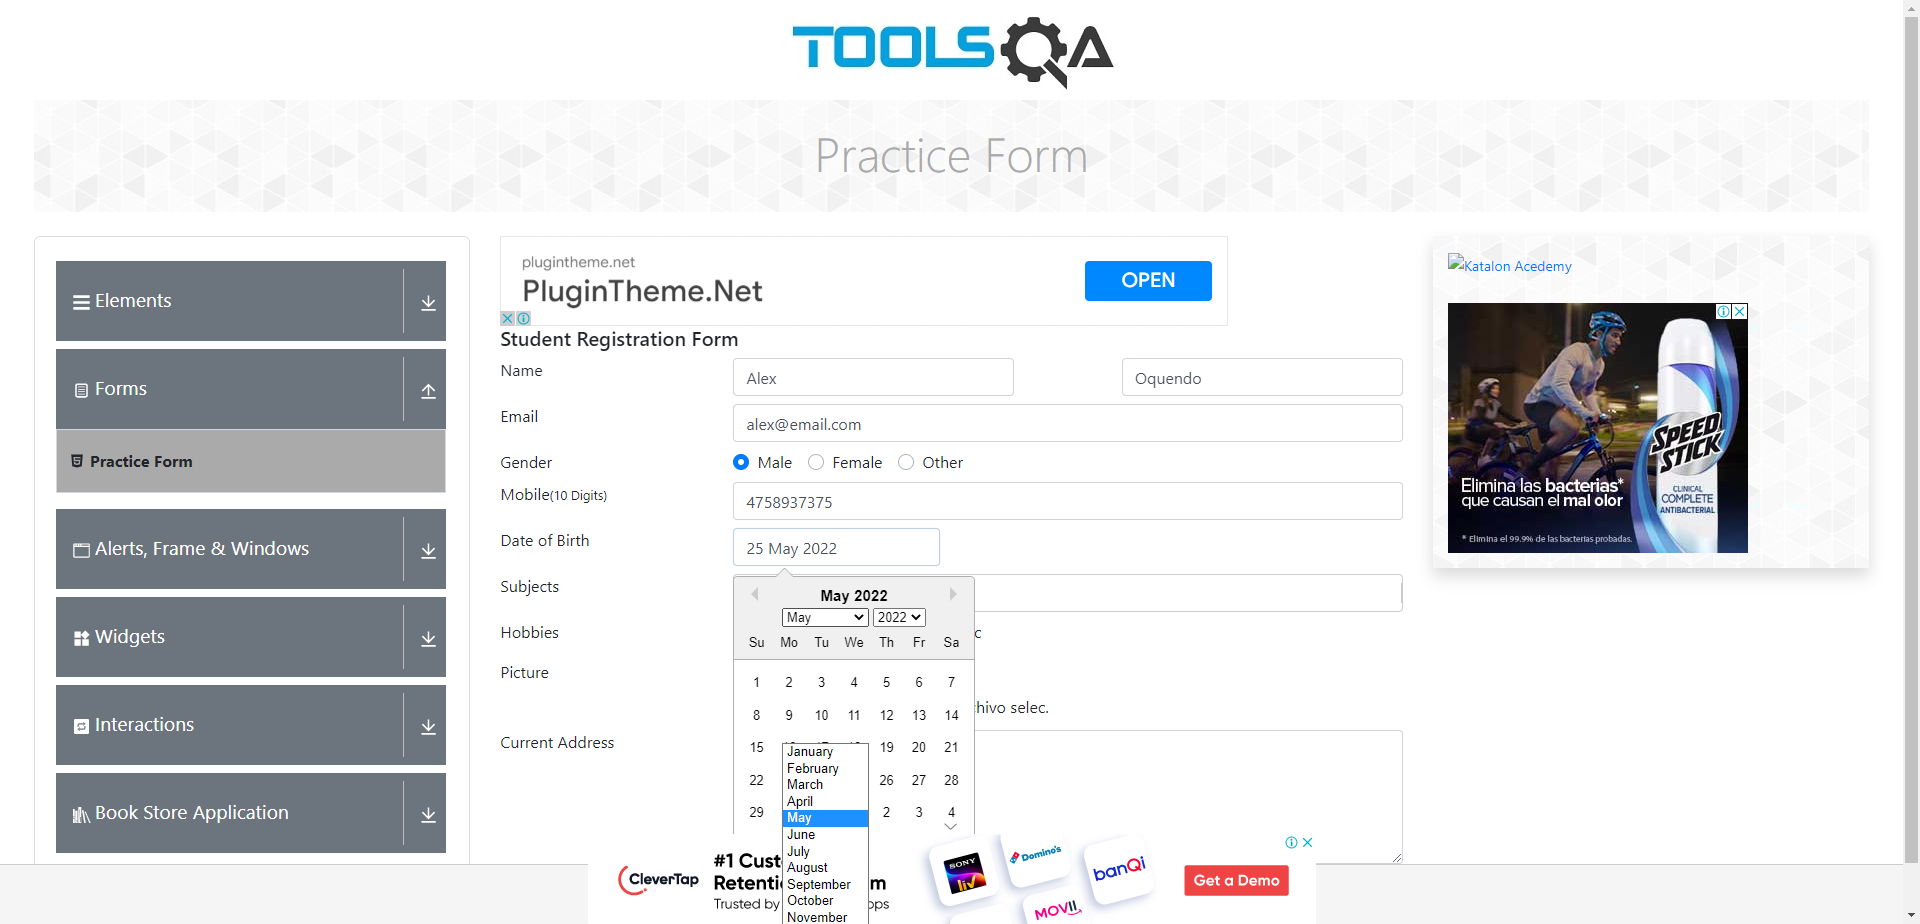 TOOLSQA
Practice Form
Elements
Forms
Practice Form
Alerts, Frame & Windows
Widgets
Interactions
Book Store Application
plugintheme.net
PluginTheme.Net
OPEN
Student Registration Form
Name
Alex
Oquendo
Email
alex@email.com
Gender
Male
Female
Other
Mobile(10 Digits)
4758937375
Date of Birth
25 May 2022
Subjects
Hobbies
c
Picture
hivo selec.
Current Address
May 2022
May 2022
Su Mo Tu We Th Fr Sa
1 2 3 4 5 6 7
8 9 10 11 12 13 14
15 19 20 21
22 26 27 28
29 2 3 4
January
February
March
April
May
June
July
August
September
October
November
CleverTap
#1 Cust
Retenti m
Trusted by pps
SONY
liv
Domino's
banQi
MOVII
Get a Demo
Katalon Acedemy
SPEED
STICK
CLINICAL
COMPLETE
ANTIBACTERIAL
Elimina las bacterias*
que causan el mal olor
* Elimina el 99.9% de las bacterias probadas.